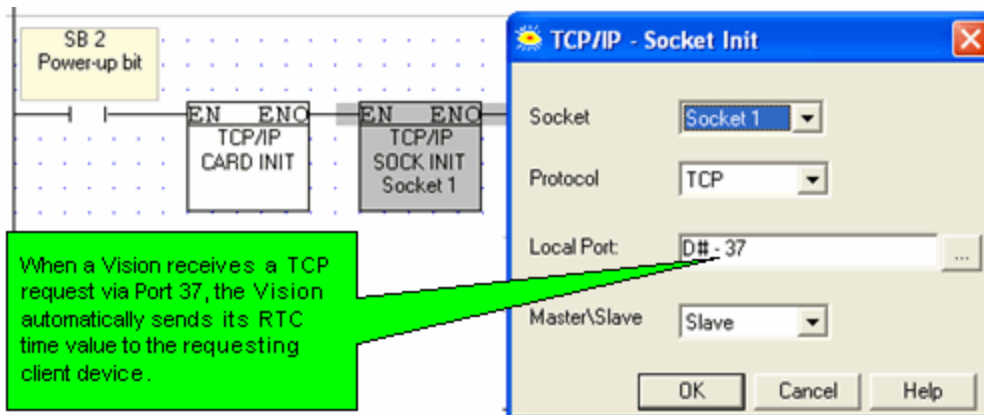 SB 2
Power-up bit
EN ENO
TCP/IP
CARD INIT
EN ENO
TCP/IP
SOCK INIT
Socket 1
When a Vision receives a TCP
request via Port 37, the Vision
automatically sends its RTC
time value to the requesting
client device.
TCP/IP - Socket Init
Socket
Socket 1
Protocol
TCP
Local Port:
D# - 37
...
Master\Slave
Slave
OK
Cancel
Help